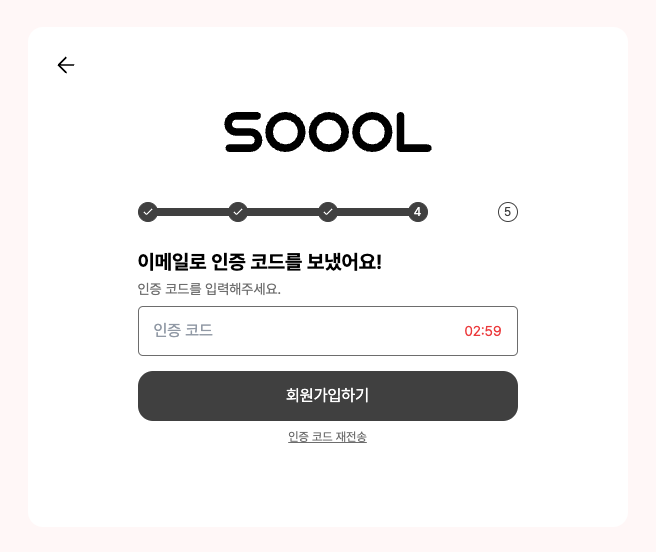 SOOOL
4 5
이메일로 인증 코드를 보냈어요!
인증 코드를 입력해주세요.
인증 코드 02:59
회원가입하기
인증 코드 재전송